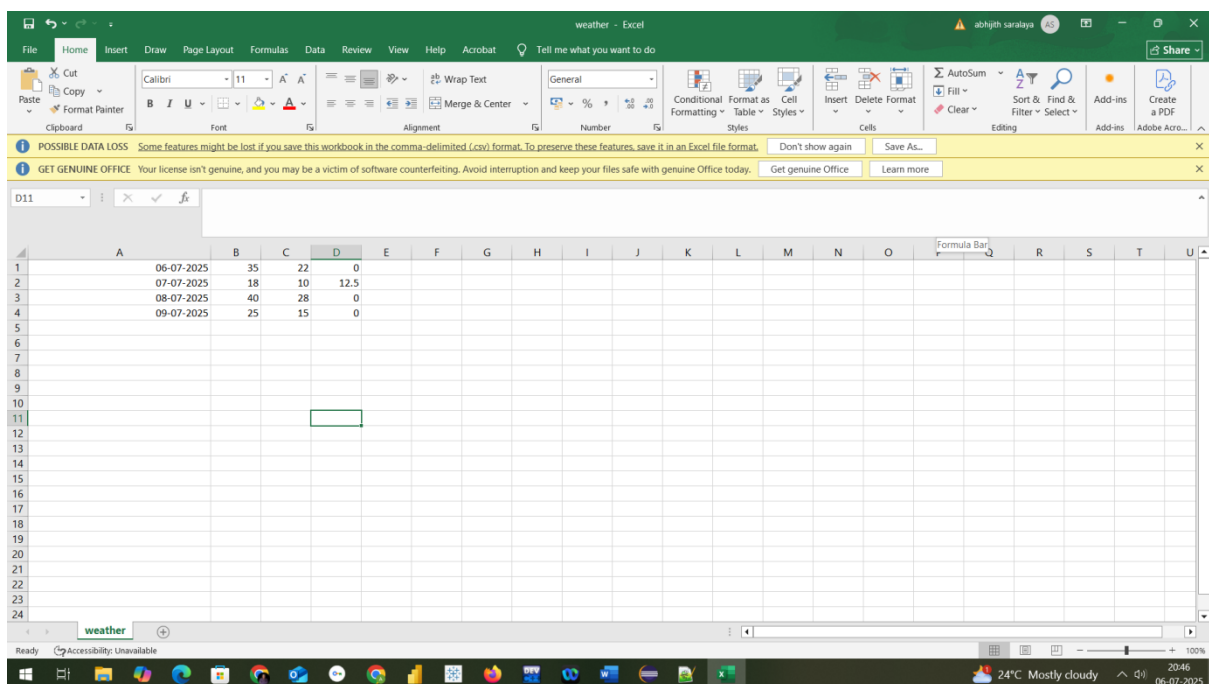 weather - Excel
abhijith saralaya AS
File Home Insert Draw Page Layout Formulas Data Review View Help Acrobat Tell me what you want to do Share
Paste
Cut
Copy
Format Painter
Clipboard
Calibri 11 A A
B I U A
Font
Wrap Text
Merge & Center
Alignment
General
% , .00 .00
Number
Conditional Formatting Format as Table Cell Styles
Styles
Insert Delete Format
Cells
AutoSum
Fill
Clear
Sort & Filter Find & Select
Editing
Add-ins
Add-ins
Create a PDF
Adobe Acro...
POSSIBLE DATA LOSS Some features might be lost if you save this workbook in the comma-delimited (.csv) format. To preserve these features, save it in an Excel file format. Don't show again Save As...
GET GENUINE OFFICE Your license isn't genuine, and you may be a victim of software counterfeiting. Avoid interruption and keep your files safe with genuine Office today. Get genuine Office Learn more
D11 fx
Formula Bar
A B C D E F G H I J K L M N O Q R S T U
1 06-07-2025 35 22 0
2 07-07-2025 18 10 12.5
3 08-07-2025 40 28 0
4 09-07-2025 25 15 0
5
6
7
8
9
10
11
12
13
14
15
16
17
18
19
20
21
22
23
24
weather
Ready Accessibility: Unavailable 100%
24°C Mostly cloudy 20:46
06-07-2025